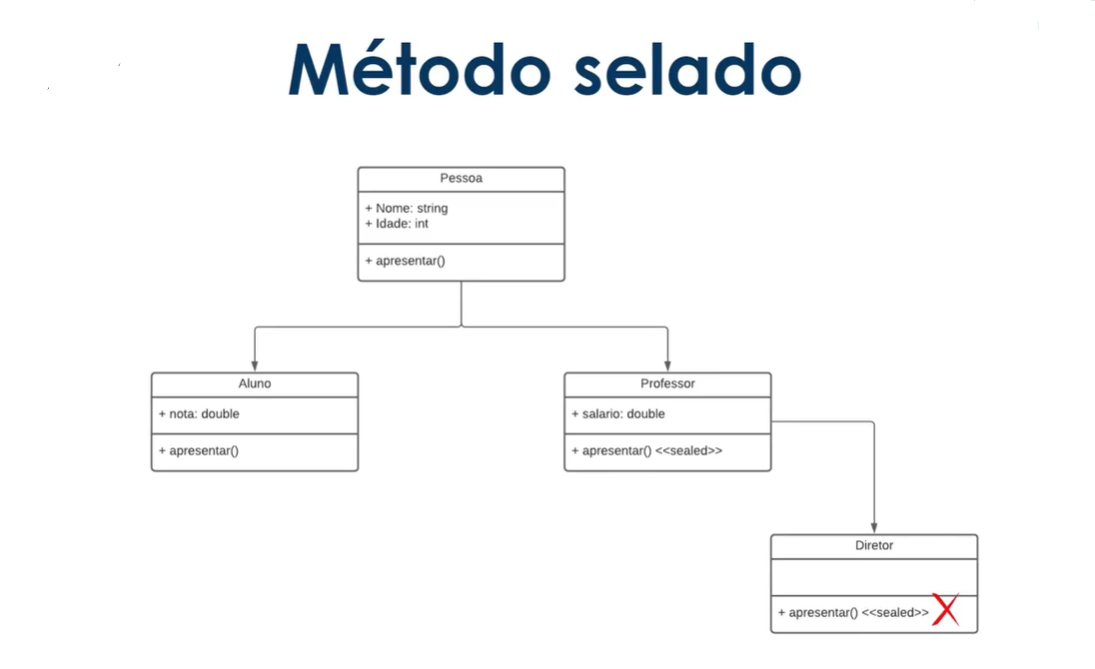 Método selado
Pessoa
+ Nome: string
+ Idade: int
+ apresentar()
Aluno
+ nota: double
+ apresentar()
Professor
+ salario: double
+ apresentar() <<sealed>>
Diretor
+ apresentar() <<sealed>>